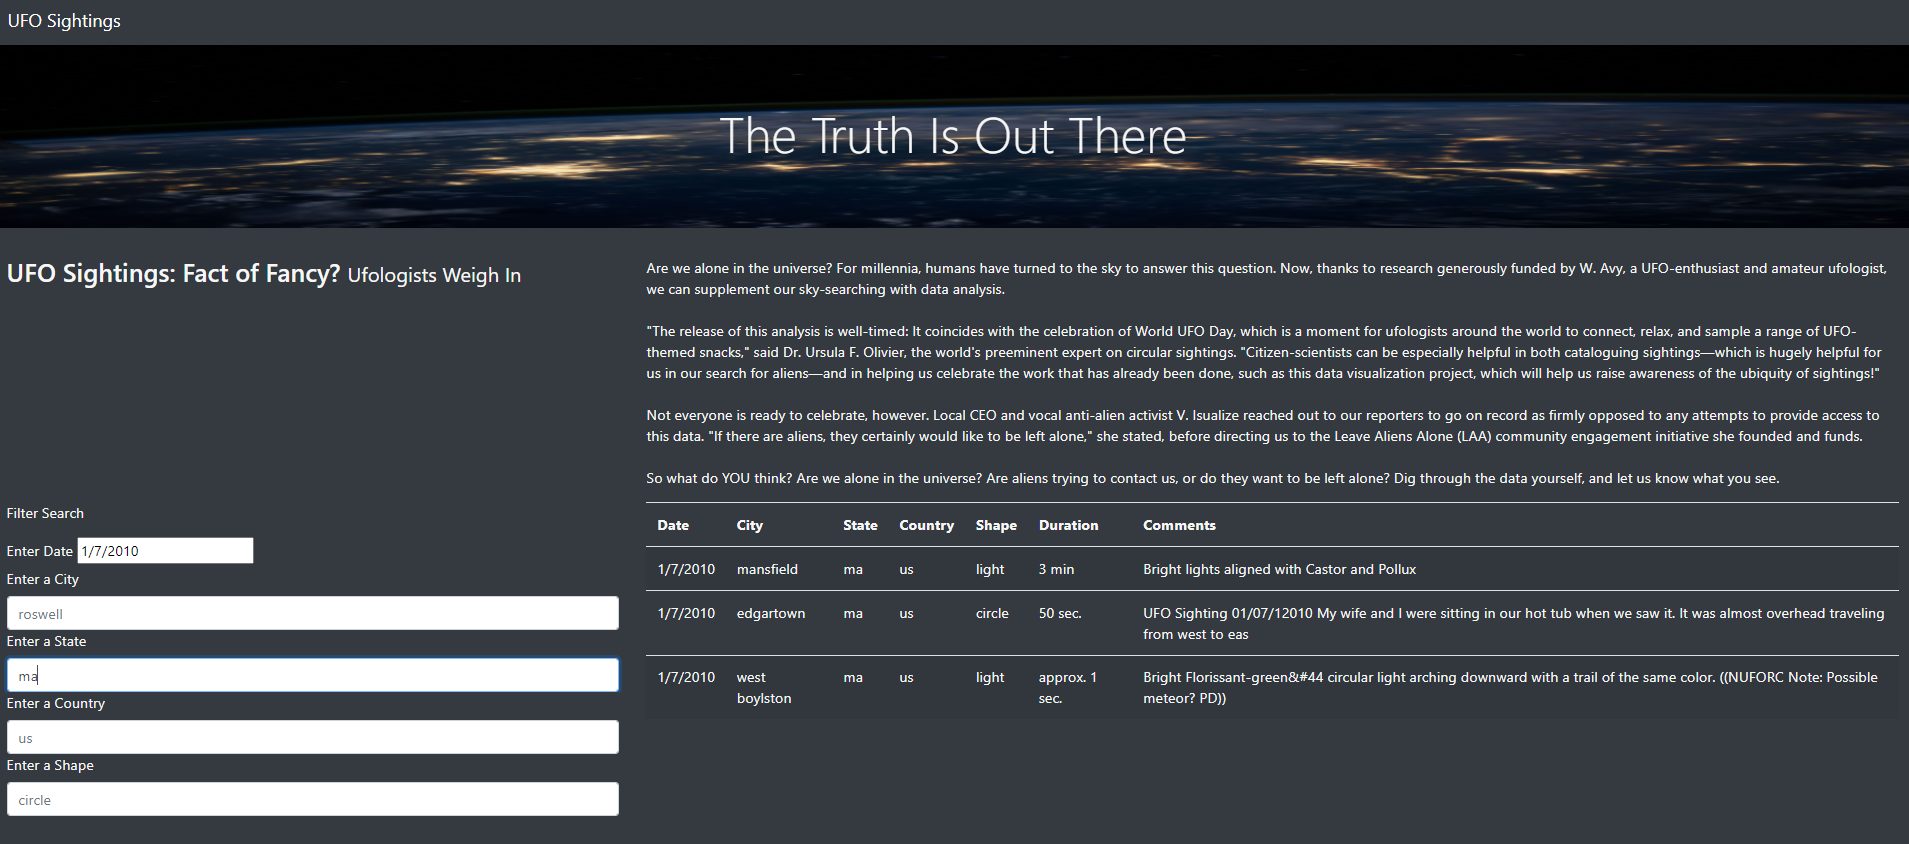 UFO Sightings
The Truth Is Out There
UFO Sightings: Fact of Fancy? Ufologists Weigh In
Are we alone in the universe? For millennia, humans have turned to the sky to answer this question. Now, thanks to research generously funded by W. Avy, a UFO-enthusiast and amateur ufologist,
we can supplement our sky-searching with data analysis.
"The release of this analysis is well-timed: It coincides with the celebration of World UFO Day, which is a moment for ufologists around the world to connect, relax, and sample a range of UFO-
themed snacks," said Dr. Ursula F. Olivier, the world's preeminent expert on circular sightings. "Citizen-scientists can be especially helpful in both cataloguing sightings—which is hugely helpful for
us in our search for aliens—and in helping us celebrate the work that has already been done, such as this data visualization project, which will help us raise awareness of the ubiquity of sightings!"
Not everyone is ready to celebrate, however. Local CEO and vocal anti-alien activist V. Isualize reached out to our reporters to go on record as firmly opposed to any attempts to provide access to
this data. "If there are aliens, they certainly would like to be left alone," she stated, before directing us to the Leave Aliens Alone (LAA) community engagement initiative she founded and funds.
So what do YOU think? Are we alone in the universe? Are aliens trying to contact us, or do they want to be left alone? Dig through the data yourself, and let us know what you see.
Filter Search
Enter Date 1/7/2010
Enter a City
roswell
Enter a State
ma
Enter a Country
us
Enter a Shape
circle
Date City State Country Shape Duration Comments
1/7/2010 mansfield ma us light 3 min Bright lights aligned with Castor and Pollux
1/7/2010 edgartown ma us circle 50 sec. UFO Sighting 01/07/12010 My wife and I were sitting in our hot tub when we saw it. It was almost overhead traveling
from west to eas
1/7/2010 west ma us light approx. 1 Bright Florissant-green&#44 circular light arching downward with a trail of the same color. ((NUFORC Note: Possible
boylston sec. meteor? PD))